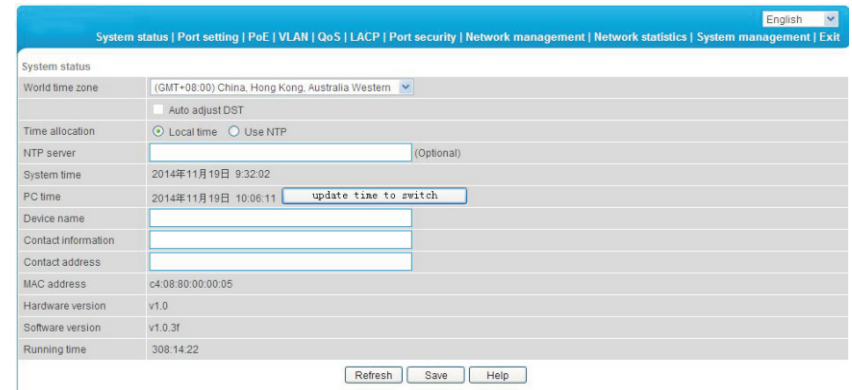 English
System status | Port setting | PoE | VLAN | QoS | LACP | Port security | Network management | Network statistics | System management | Exit
System status
World time zone (GMT+08:00) China, Hong Kong, Australia Western
Auto adjust DST
Time allocation Local time Use NTP
NTP server (Optional)
System time 2014年11月19日 9:32:02
PC time 2014年11月19日 10:06:11 update time to switch
Device name
Contact information
Contact address
MAC address c4:08:80:00:00:05
Hardware version v1.0
Software version v1.0.3f
Running time 308:14:22
Refresh Save Help